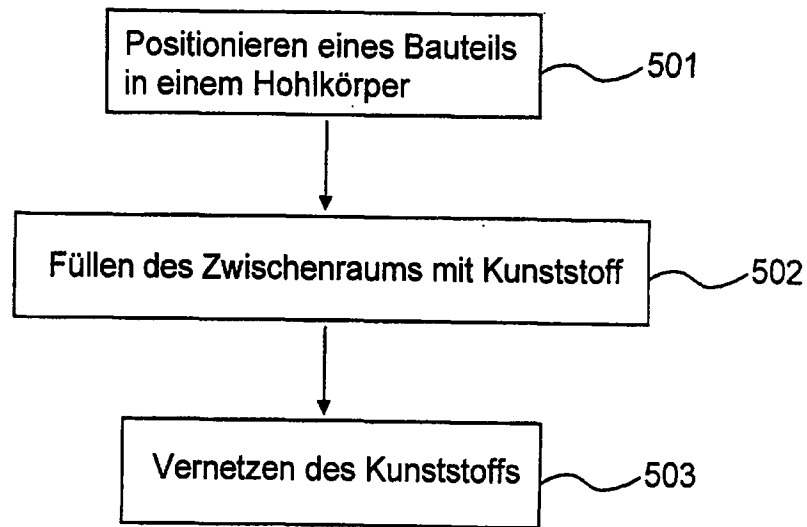 Positionieren eines Bauteils
in einem Hohlkörper
501
Füllen des Zwischenraums mit Kunststoff
502
Vernetzen des Kunststoffs
503